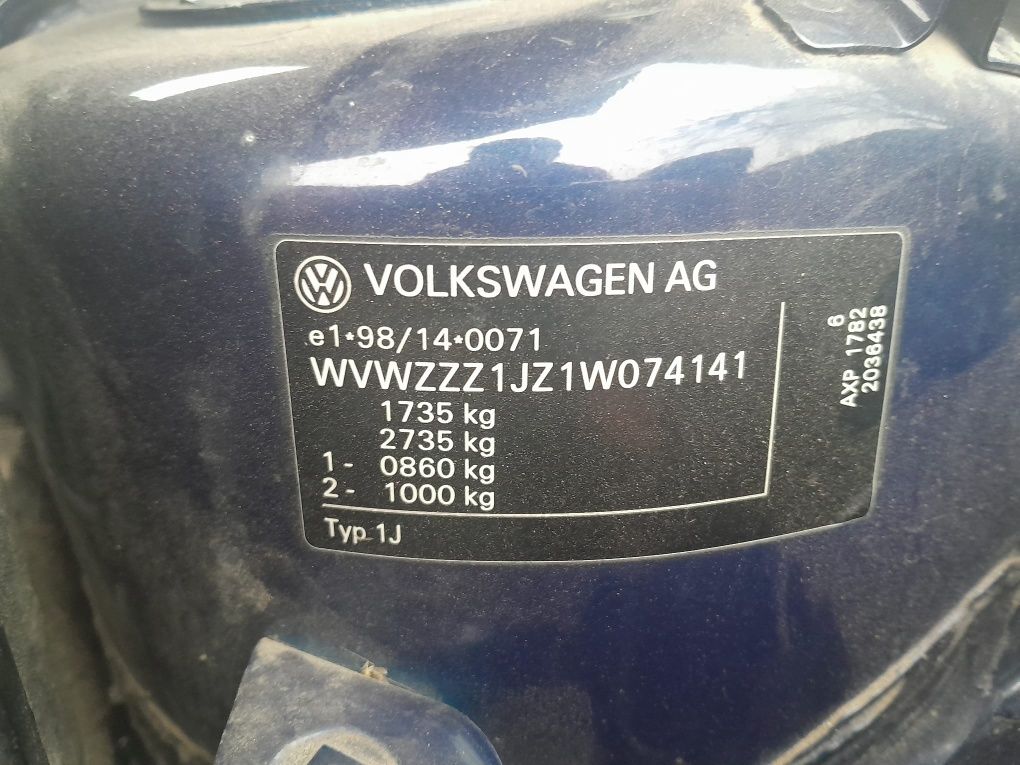 VOLKSWAGEN AG
e1*98/14*0071
WVWZZZ1JZ1W074141
1735 kg
2735 kg
1- 0860 kg
2- 1000 kg
Typ 1J
6
AXP 1782
2036438